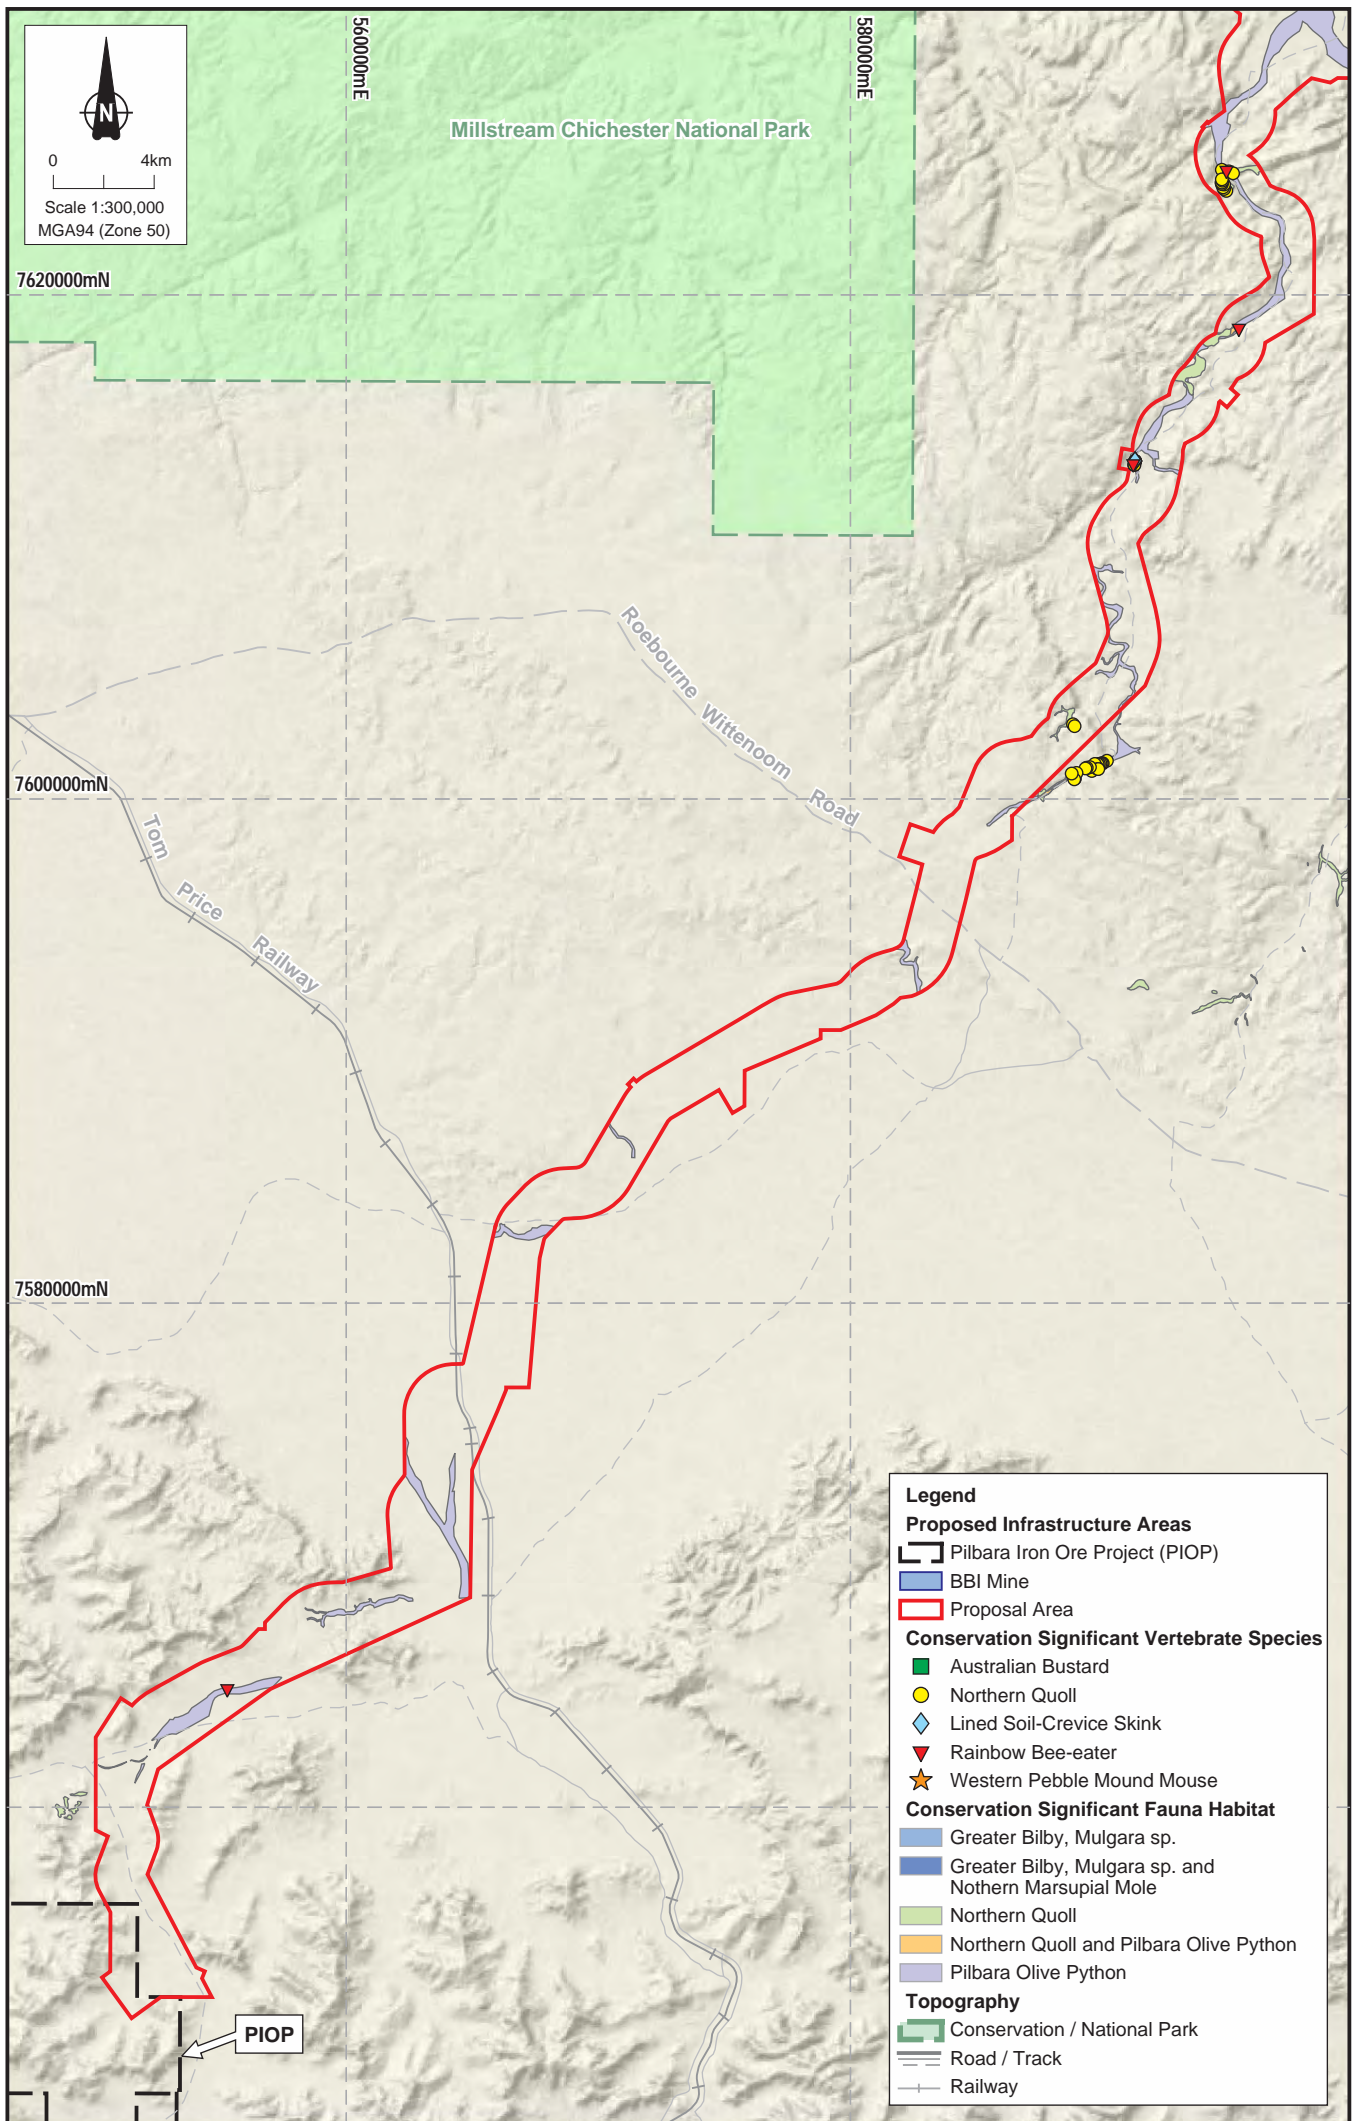 560000mE
580000mE
N
0 4km
Scale 1:300,000
MGA94 (Zone 50)
Millstream Chichester National Park
7620000mN
Roebourne Wittenoom Road
7600000mN
Tom Price Railway
7580000mN
PIOP
Legend
Proposed Infrastructure Areas
Pilbara Iron Ore Project (PIOP)
BBI Mine
Proposal Area
Conservation Significant Vertebrate Species
Australian Bustard
Northern Quoll
Lined Soil-Crevice Skink
Rainbow Bee-eater
Western Pebble Mound Mouse
Conservation Significant Fauna Habitat
Greater Bilby, Mulgara sp.
Greater Bilby, Mulgara sp. and
Nothern Marsupial Mole
Northern Quoll
Northern Quoll and Pilbara Olive Python
Pilbara Olive Python
Topography
Conservation / National Park
Road / Track
Railway